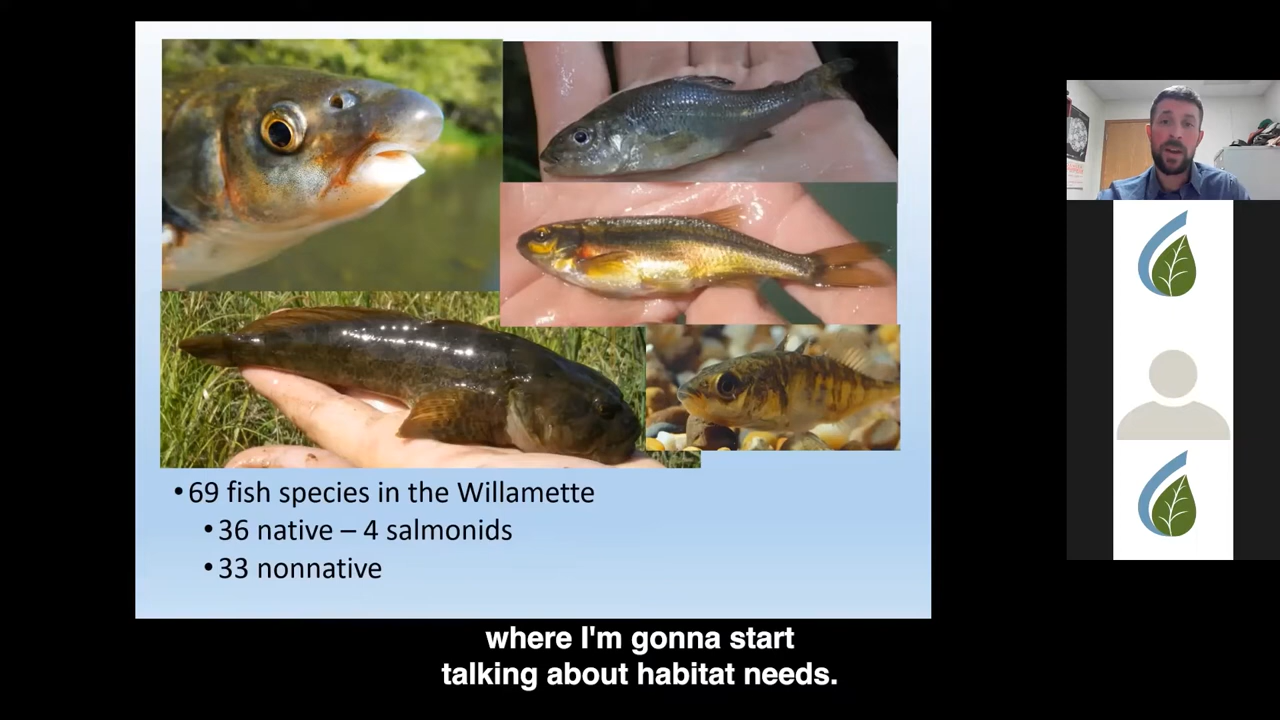 •69 fish species in the Willamette
•36 native – 4 salmonids
•33 nonnative
where I'm gonna start
talking about habitat needs.